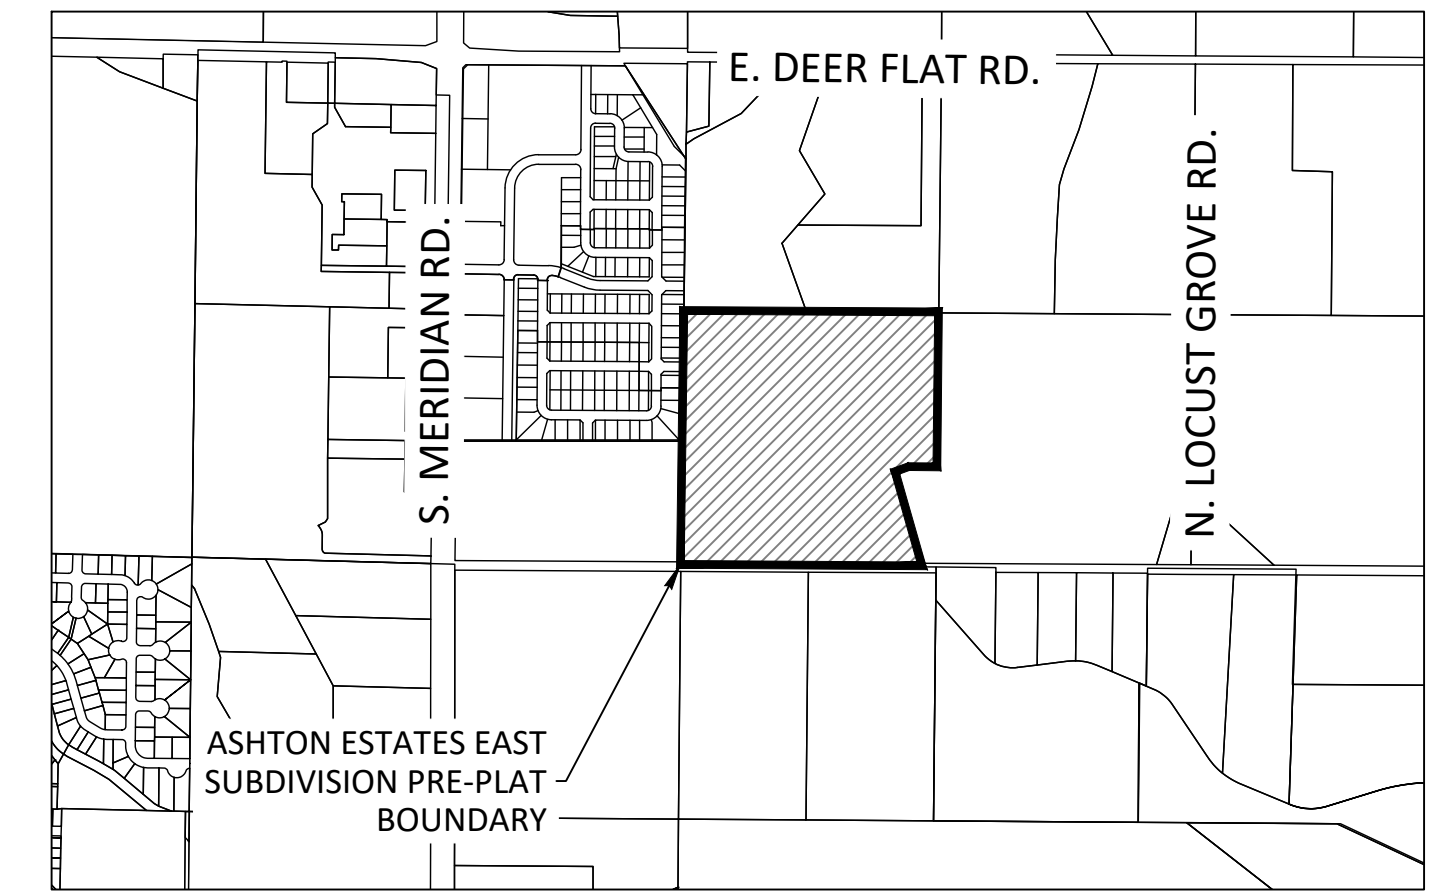 E. DEER FLAT RD.
S. MERIDIAN RD.
N. LOCUST GROVE RD.
ASHTON ESTATES EAST
SUBDIVISION PRE-PLAT
BOUNDARY